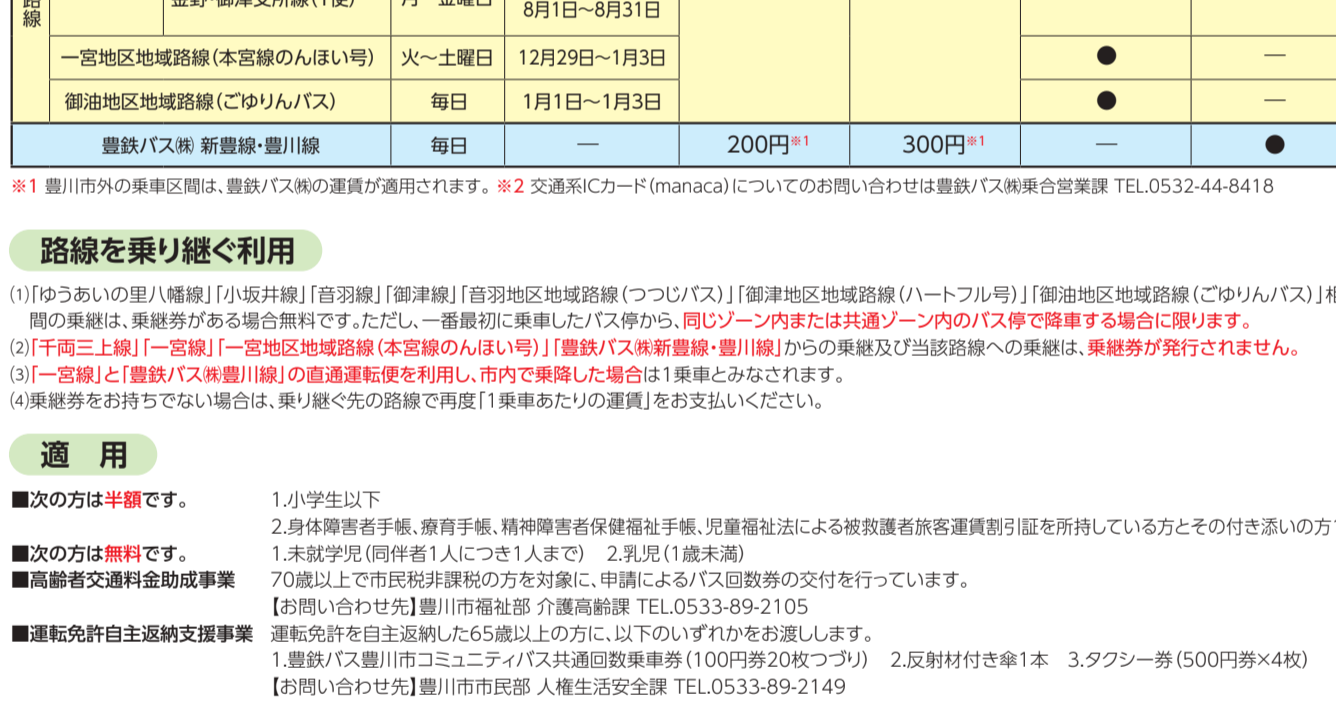 路線
金野・御津支所線（1便） 月～金曜日
8月1日～8月31日
一宮地区地域路線（本宮線のんほい号） 火～土曜日 12月29日～1月3日 ● ―
御油地区地域路線（ごゆりんバス） 毎日 1月1日～1月3日 ● ―
豊鉄バス㈱ 新豊線・豊川線 毎日 ― 200円※1 300円※1 ― ●
※1 豊川市外の乗車区間は、豊鉄バス㈱の運賃が適用されます。 ※2 交通系ICカード（manaca）についてのお問い合わせは豊鉄バス㈱乗合営業課 TEL.0532-44-8418
路線を乗り継ぐ利用
⑴「ゆうあいの里八幡線」「小坂井線」「音羽線」「御津線」「音羽地区地域路線（つつじバス）」「御津地区地域路線（ハートフル号）」「御油地区地域路線（ごゆりんバス）」相
間の乗継は、乗継券がある場合無料です。ただし、一番最初に乗車したバス停から、同じゾーン内または共通ゾーン内のバス停で降車する場合に限ります。
⑵「千両三上線」「一宮線」「一宮地区地域路線（本宮線のんほい号）」「豊鉄バス㈱新豊線・豊川線」からの乗継及び当該路線への乗継は、乗継券が発行されません。
⑶「一宮線」と「豊鉄バス㈱豊川線」の直通運転便を利用し、市内で乗降した場合は1乗車とみなされます。
⑷乗継券をお持ちでない場合は、乗り継ぐ先の路線で再度「1乗車あたりの運賃」をお支払いください。
適 用
■次の方は半額です。 1.小学生以下
2.身体障害者手帳、療育手帳、精神障害者保健福祉手帳、児童福祉法による被救護者旅客運賃割引証を所持している方とその付き添いの方
■次の方は無料です。 1.未就学児（同伴者1人につき1人まで） 2.乳児（1歳未満）
■高齢者交通料金助成事業 70歳以上で市民税非課税の方を対象に、申請によるバス回数券の交付を行っています。
【お問い合わせ先】豊川市福祉部 介護高齢課 TEL.0533-89-2105
■運転免許自主返納支援事業 運転免許を自主返納した65歳以上の方に、以下のいずれかをお渡しします。
1.豊鉄バス豊川市コミュニティバス共通回数乗車券（100円券20枚つづり） 2.反射材付き傘1本 3.タクシー券（500円券×4枚）
【お問い合わせ先】豊川市市民部 人権生活安全課 TEL.0533-89-2149